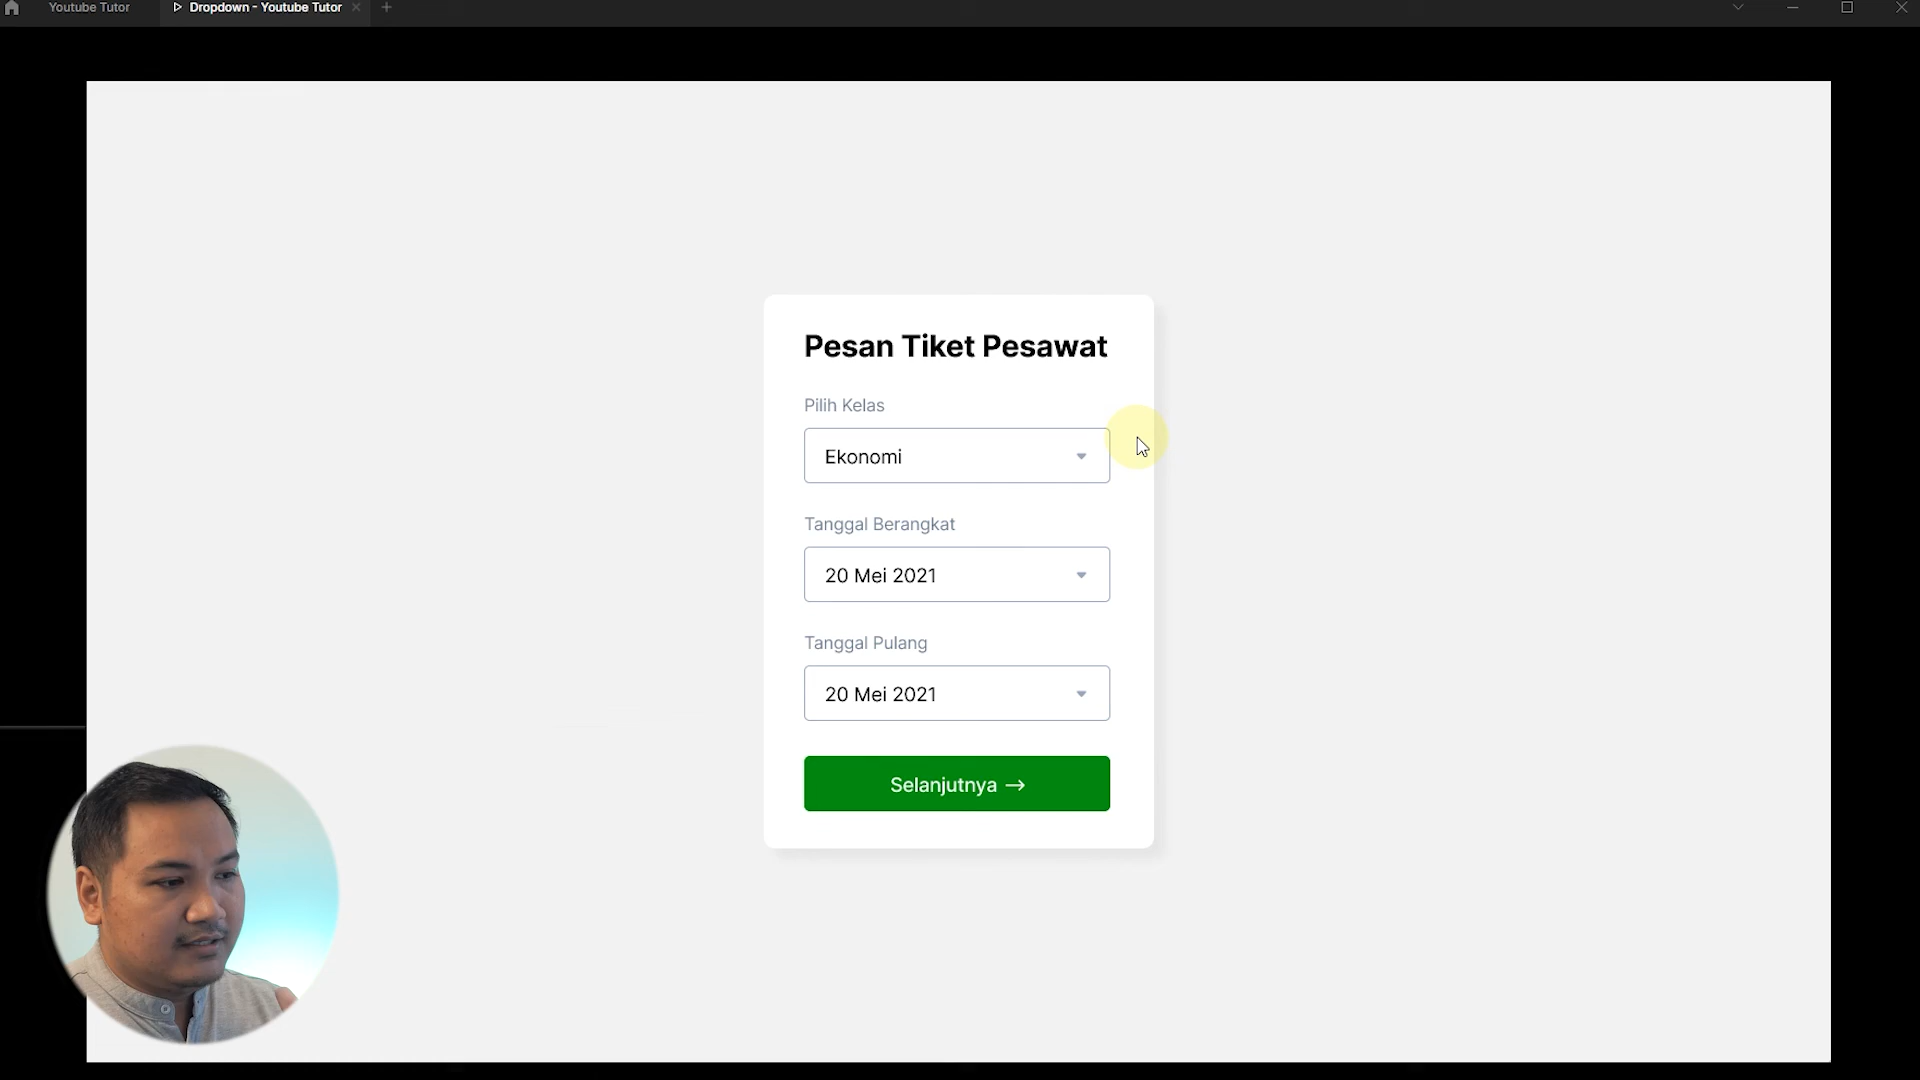 Youtube Tutor
Dropdown - Youtube Tutor
Pesan Tiket Pesawat
Pilih Kelas
Ekonomi
Tanggal Berangkat
20 Mei 2021
Tanggal Pulang
20 Mei 2021
Selanjutnya →